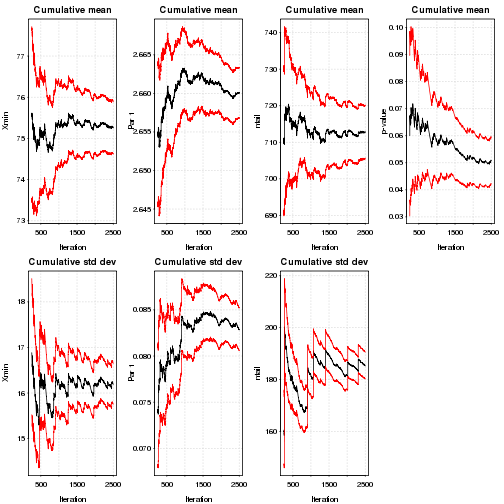 Cumulative mean Cumulative mean Cumulative mean Cumulative mean
Xmin
77
76
75
74
73
500 1500 2500
Iteration
Par 1
2.665
2.660
2.655
2.650
2.645
500 1500 2500
Iteration
ntail
740
730
720
710
700
690
500 1500 2500
Iteration
p-value
0.10
0.09
0.08
0.07
0.06
0.05
0.04
0.03
500 1500 2500
Iteration
Cumulative std dev Cumulative std dev Cumulative std dev
Xmin
18
17
16
15
500 1500 2500
Iteration
Par 1
0.085
0.080
0.075
0.070
500 1500 2500
Iteration
ntail
220
200
180
160
500 1500 2500
Iteration